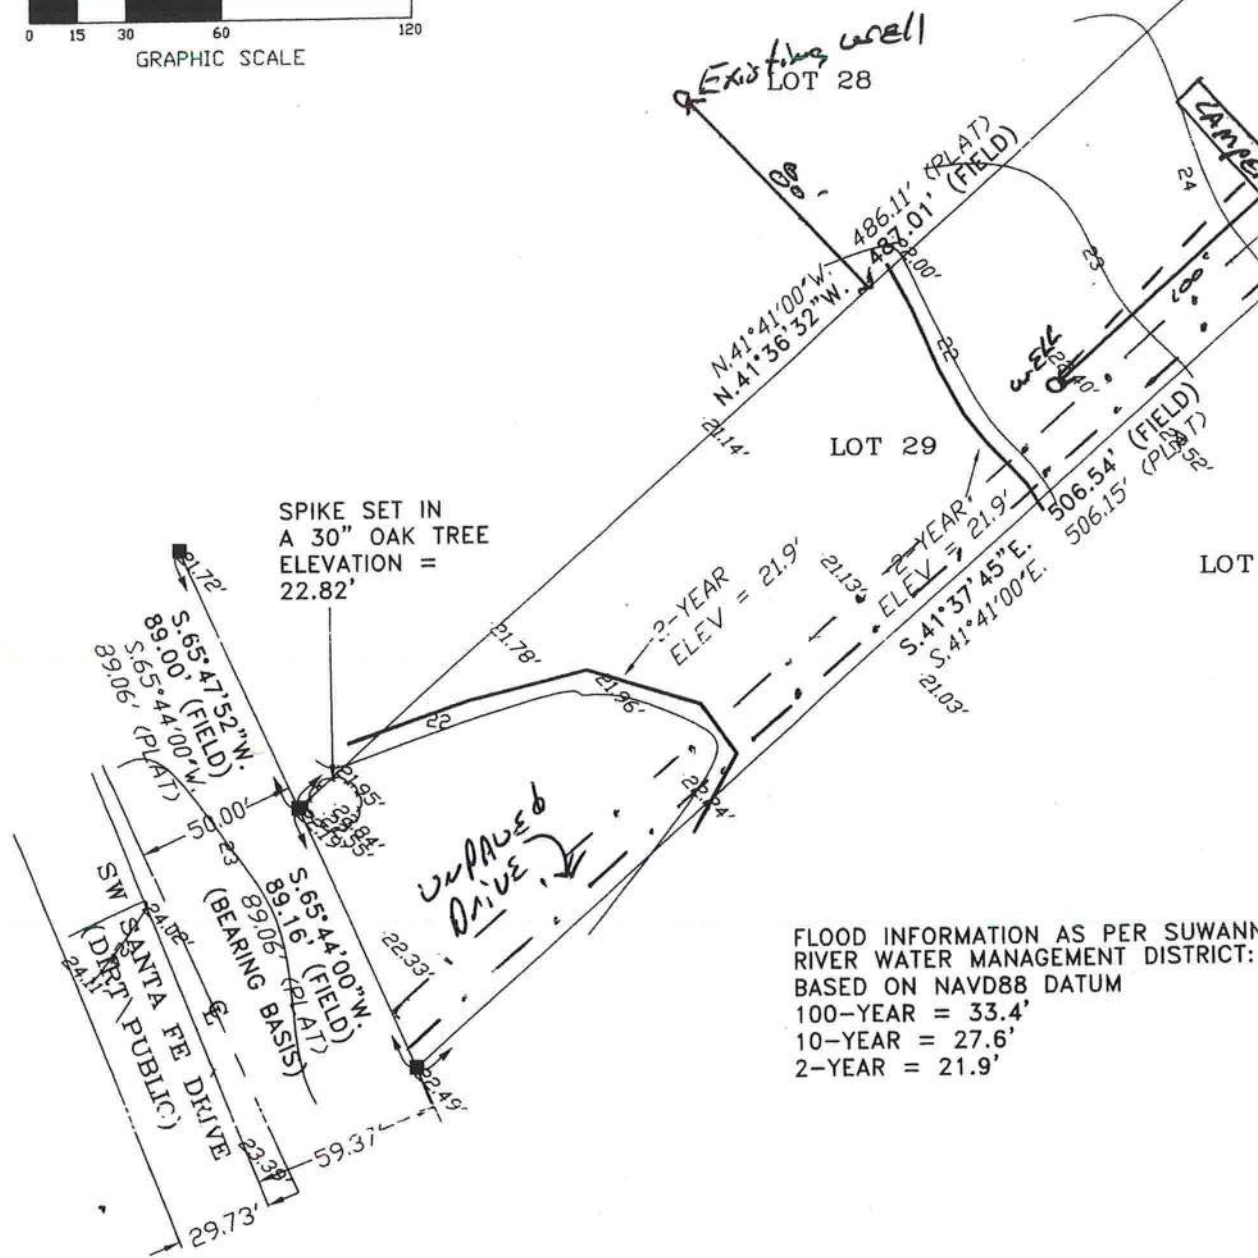 0 15 30 60 120
GRAPHIC SCALE
Existing well
LOT 28
80'
CAMPE
24
23
486.11' (PLAT)
487.01' (FIELD)
22.00'
N.41°41'00"W.
N.41°36'32"W.
22
100'
well
21.14'
LOT 29
506.54' (FIELD)
506.15' (PLAT)
S.41°37'45"E.
S.41°41'00"E.
LOT
SPIKE SET IN
A 30" OAK TREE
ELEVATION =
22.82'
21.72'
2-YEAR
ELEV = 21.9'
2-YEAR
ELEV = 21.9'
21.13'
21.03'
21.78'
21.96'
22
S.65°47'52"W.
89.00' (FIELD)
S.65°44'00"W.
89.06' (PLAT)
21.95'
22.24'
50.00'
23
UNPAVED
DRIVE
S.65°44'00"W.
89.16' (FIELD)
89.06' (PLAT)
(BEARING BASIS)
22.33'
24.02'
24.11'
SW SANTA FE DRIVE
(DIRT\PUBLIC)
22.49'
59.37'
23.39'
29.73'
FLOOD INFORMATION AS PER SUWANN
RIVER WATER MANAGEMENT DISTRICT:
BASED ON NAVD88 DATUM
100-YEAR = 33.4'
10-YEAR = 27.6'
2-YEAR = 21.9'